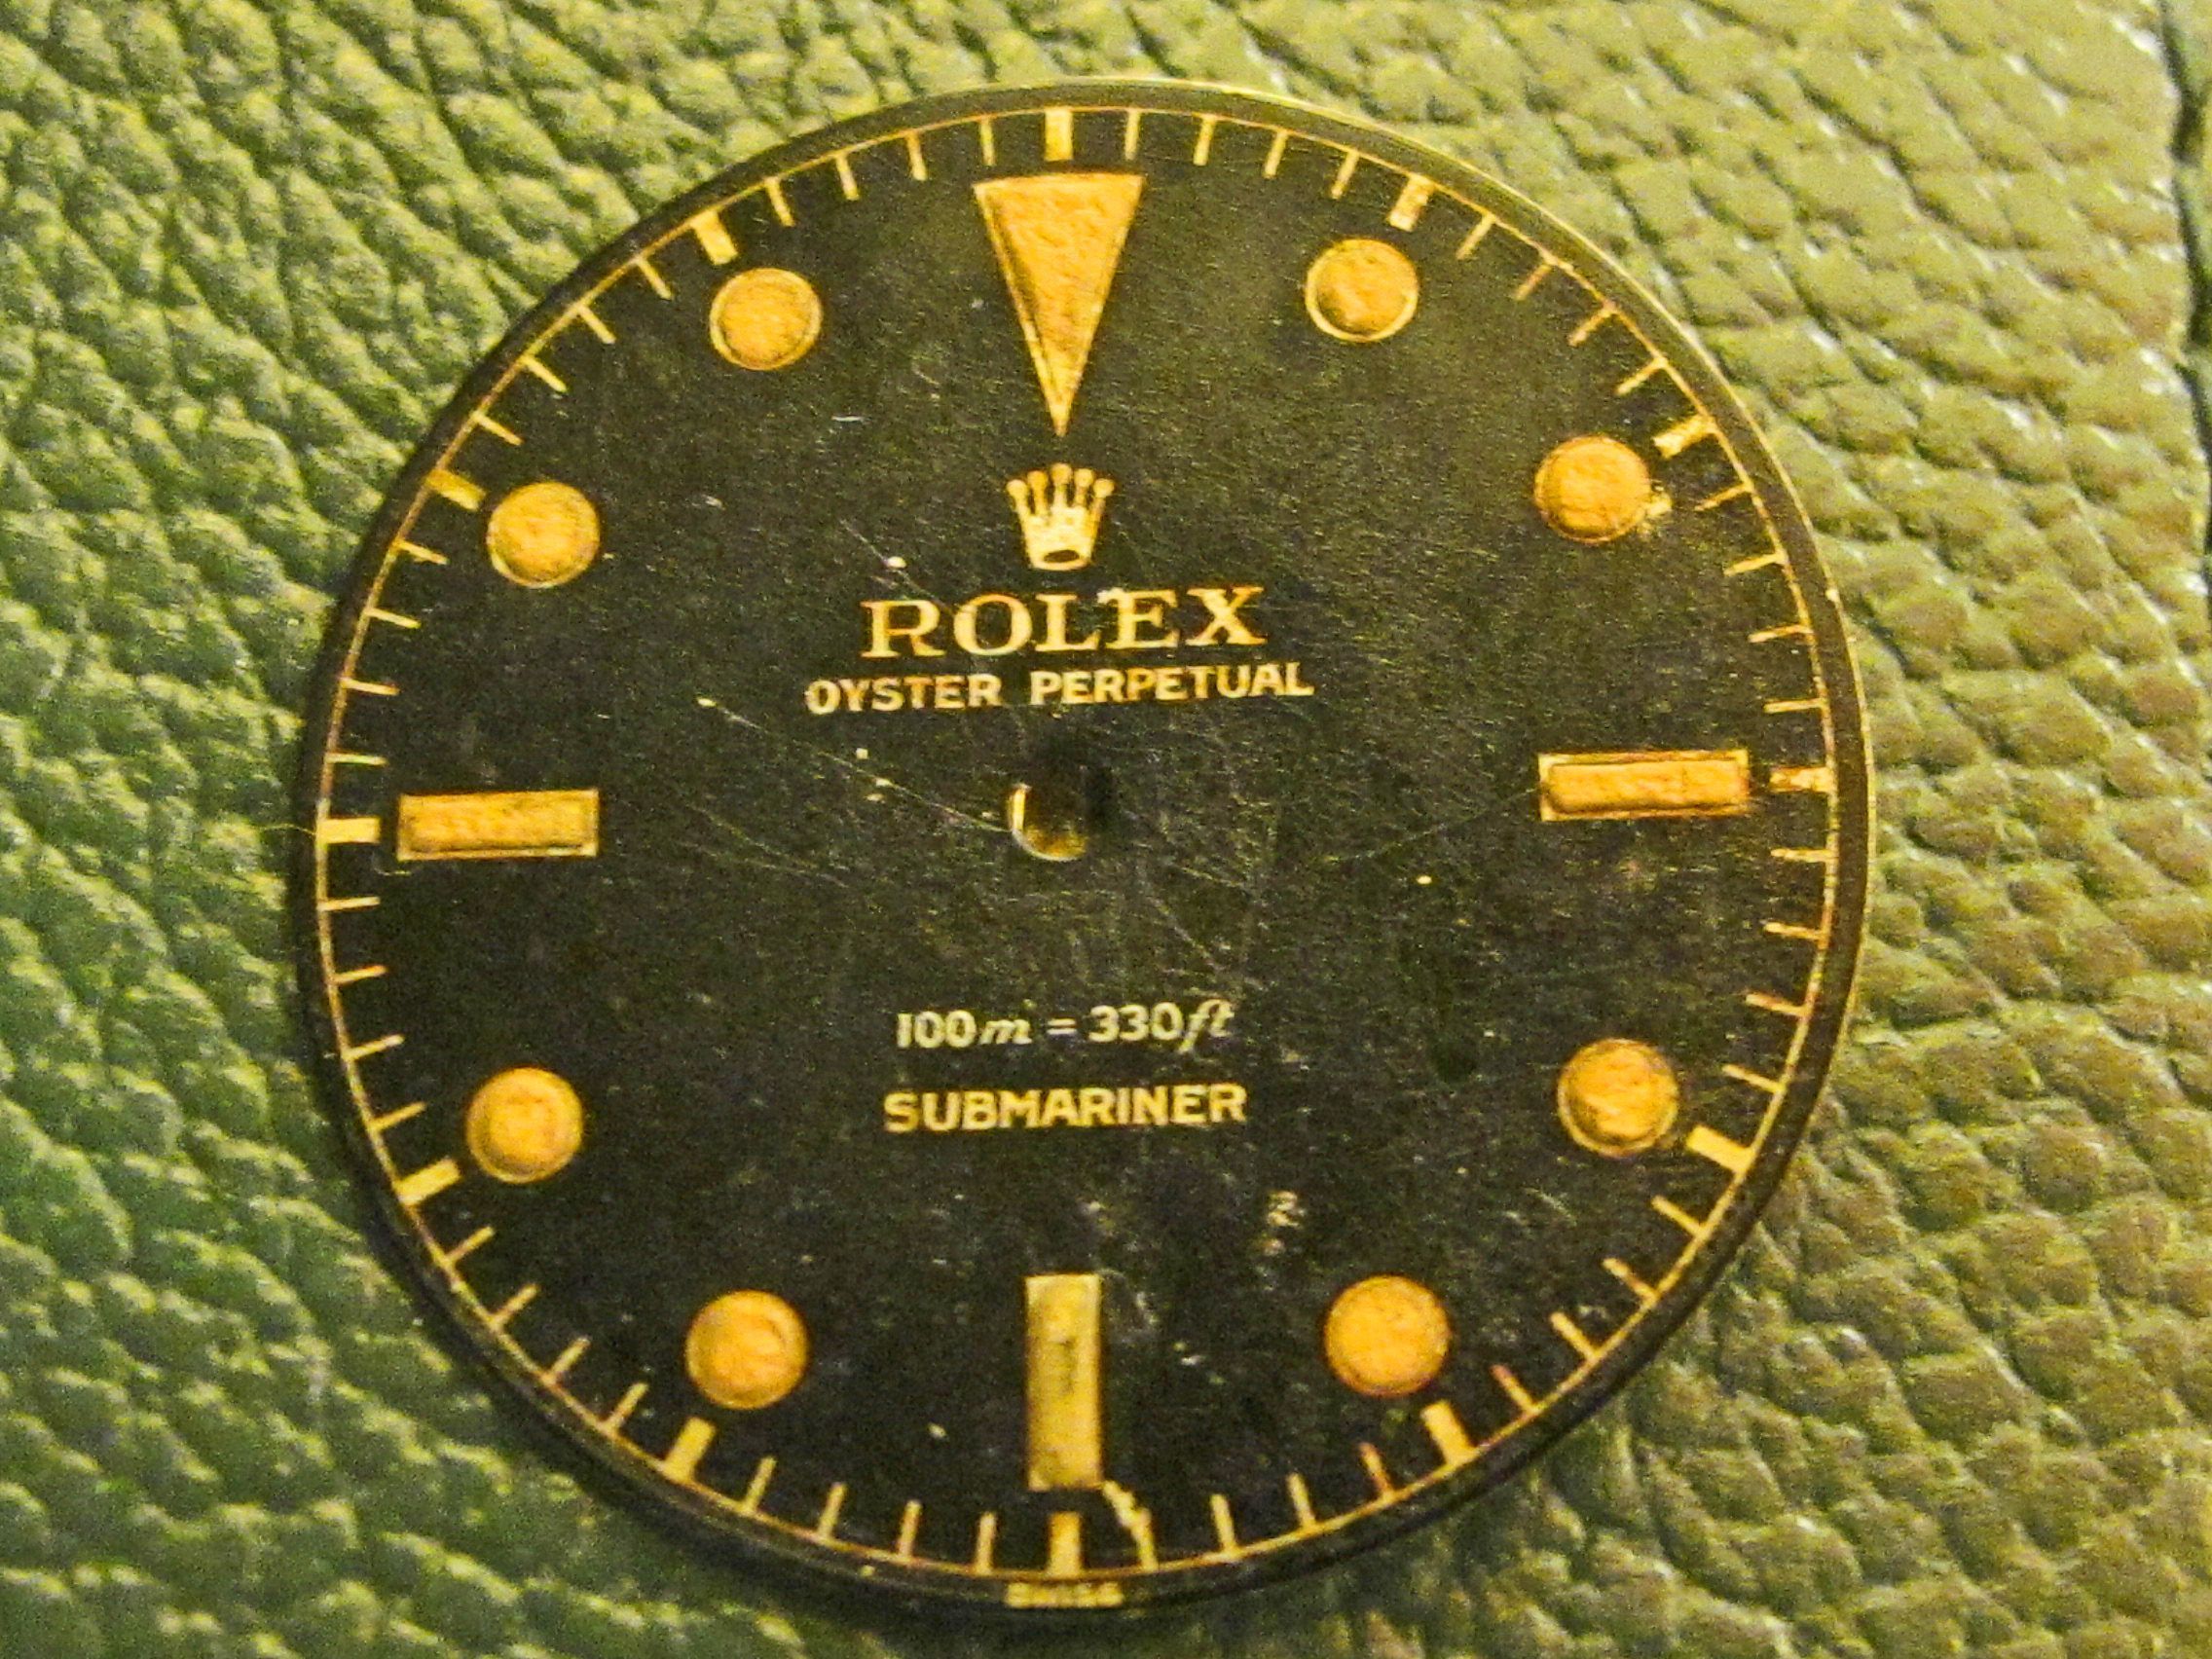 ROLEX
OYSTER PERPETUAL
100m = 330ft
SUBMARINER